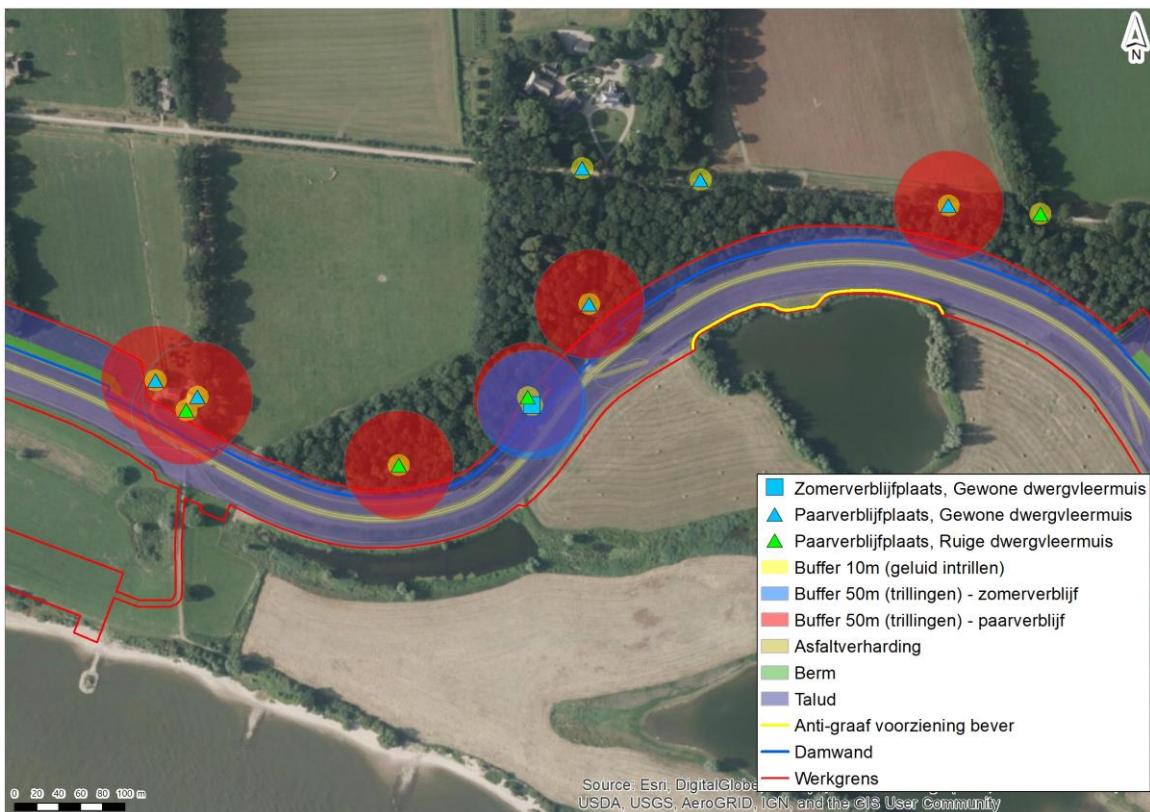 N
Zomerverblijfplaats, Gewone dwergvleermuis
Paarverblijfplaats, Gewone dwergvleermuis
Paarverblijfplaats, Ruige dwergvleermuis
Buffer 10m (geluid intrillen)
Buffer 50m (trillingen) - zomerverblijf
Buffer 50m (trillingen) - paarverblijf
Asfaltverharding
Berm
Talud
Anti-graaf voorziening bever
Damwand
Werkgrens
0 20 40 60 80 100 m
Source: Esri, DigitalGlobe
USDA, USGS, AeroGRID, IGN, and the GIS User Community